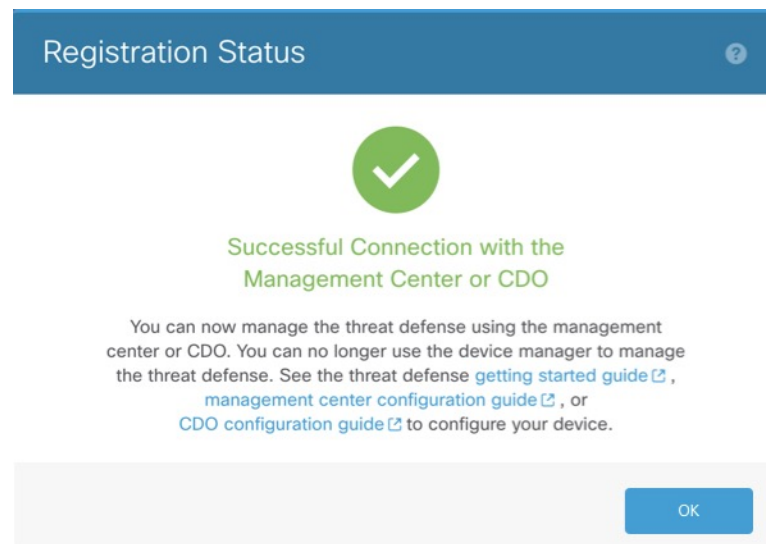 Registration Status
Successful Connection with the
Management Center or CDO
You can now manage the threat defense using the management
center or CDO. You can no longer use the device manager to manage
the threat defense. See the threat defense getting started guide ,
management center configuration guide , or
CDO configuration guide to configure your device.
OK